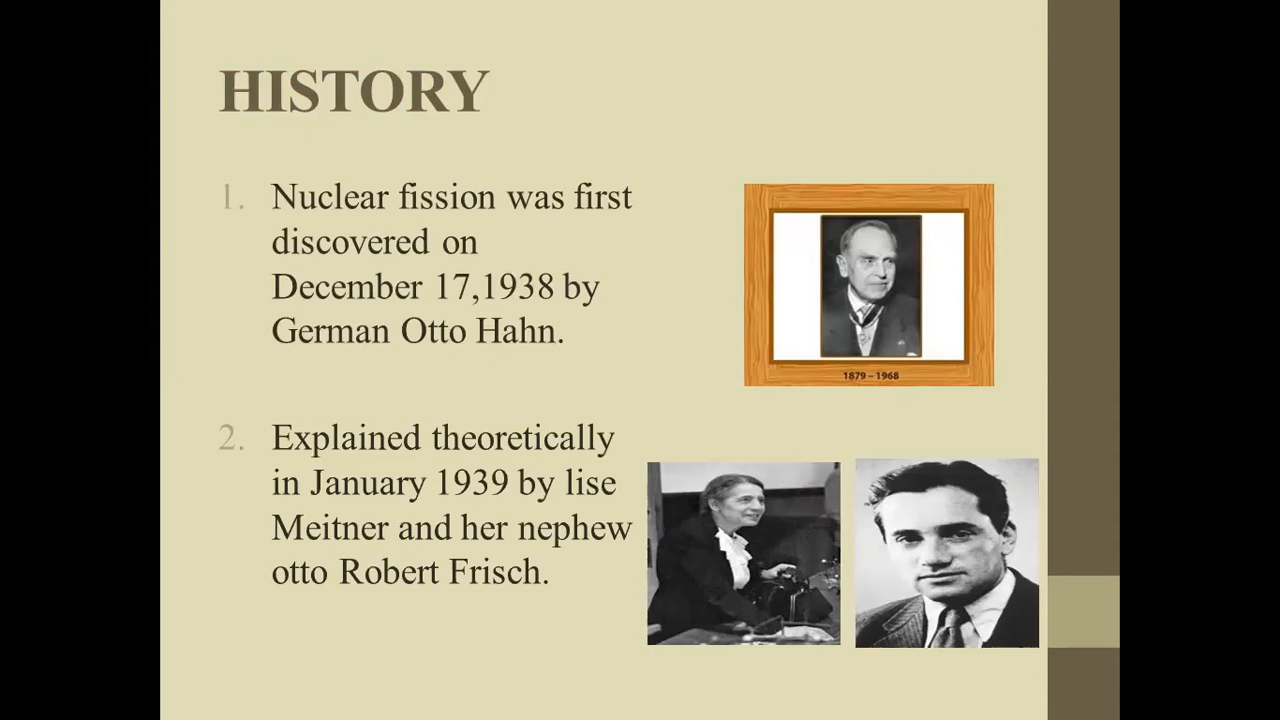 HISTORY
1. Nuclear fission was first
discovered on
December 17,1938 by
German Otto Hahn.
1879 – 1968
2. Explained theoretically
in January 1939 by lise
Meitner and her nephew
otto Robert Frisch.